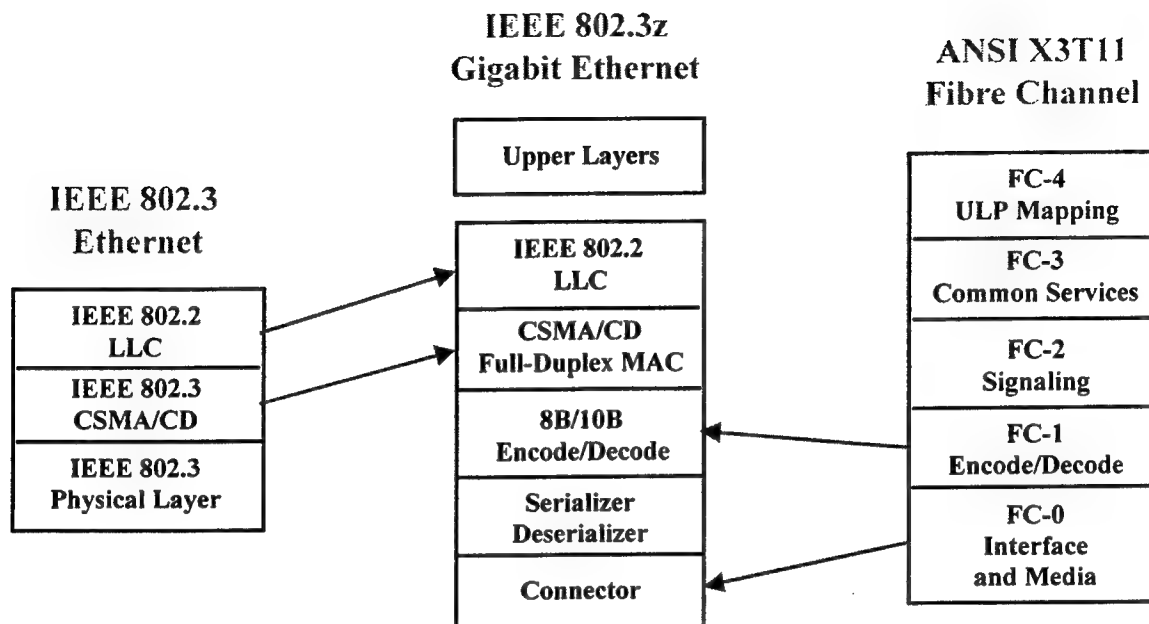 IEEE 802.3
Ethernet
IEEE 802.2
LLC
IEEE 802.3
CSMA/CD
IEEE 802.3
Physical Layer
IEEE 802.3z
Gigabit Ethernet
Upper Layers
IEEE 802.2
LLC
CSMA/CD
Full-Duplex MAC
8B/10B
Encode/Decode
Serializer
Deserializer
Connector
ANSI X3T11
Fibre Channel
FC-4
ULP Mapping
FC-3
Common Services
FC-2
Signaling
FC-1
Encode/Decode
FC-0
Interface
and Media